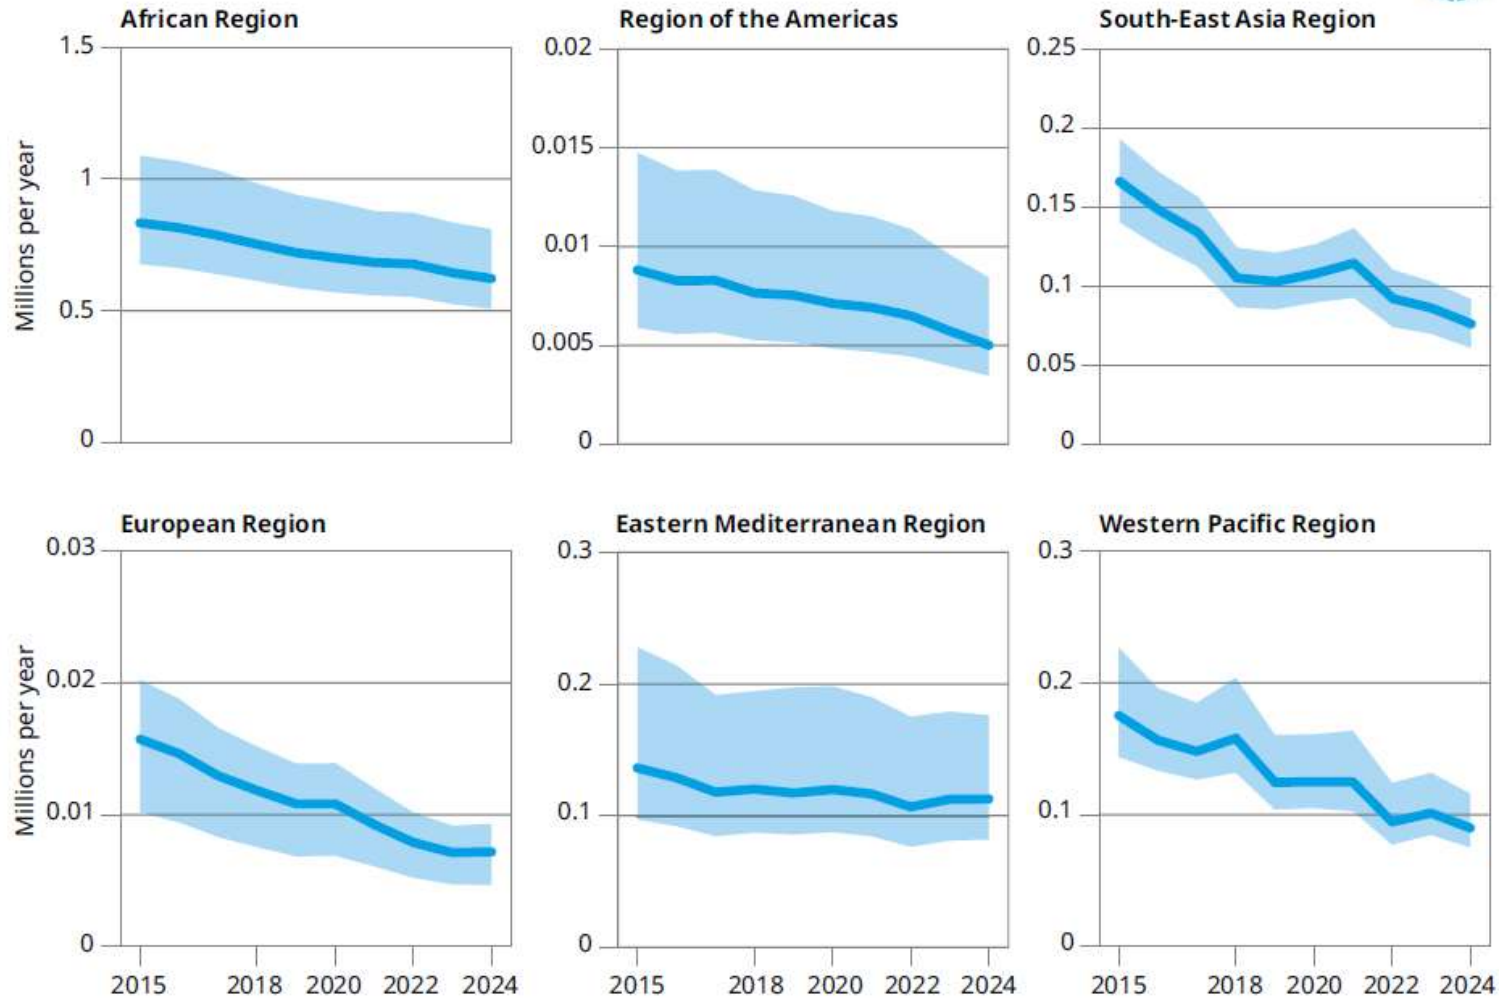 African Region
Region of the Americas
South-East Asia Region
1.5
1
0.5
0
Millions per year
0.02
0.015
0.01
0.005
0
0.25
0.2
0.15
0.1
0.05
0
European Region
Eastern Mediterranean Region
Western Pacific Region
0.03
0.02
0.01
0
Millions per year
2015 2018 2020 2022 2024
0.3
0.2
0.1
0
2015 2018 2020 2022 2024
0.3
0.2
0.1
0
2015 2018 2020 2022 2024